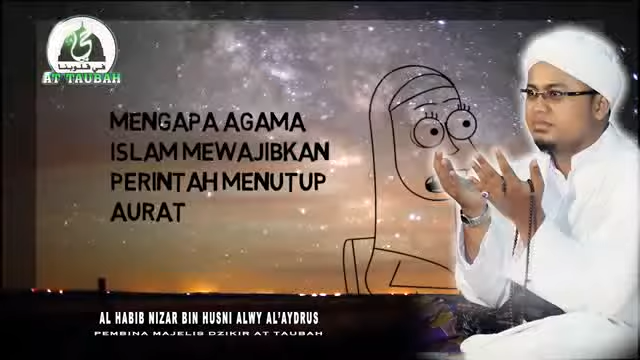 AT TAUBAH
MENGAPA AGAMA
ISLAM MEWAJIBKAN
PERINTAH MENUTUP
AURAT
AL HABIB NIZAR BIN HUSNI ALWY AL'AYDRUS
PEMBINA MAJELIS DZIKIR AT TAUBAH